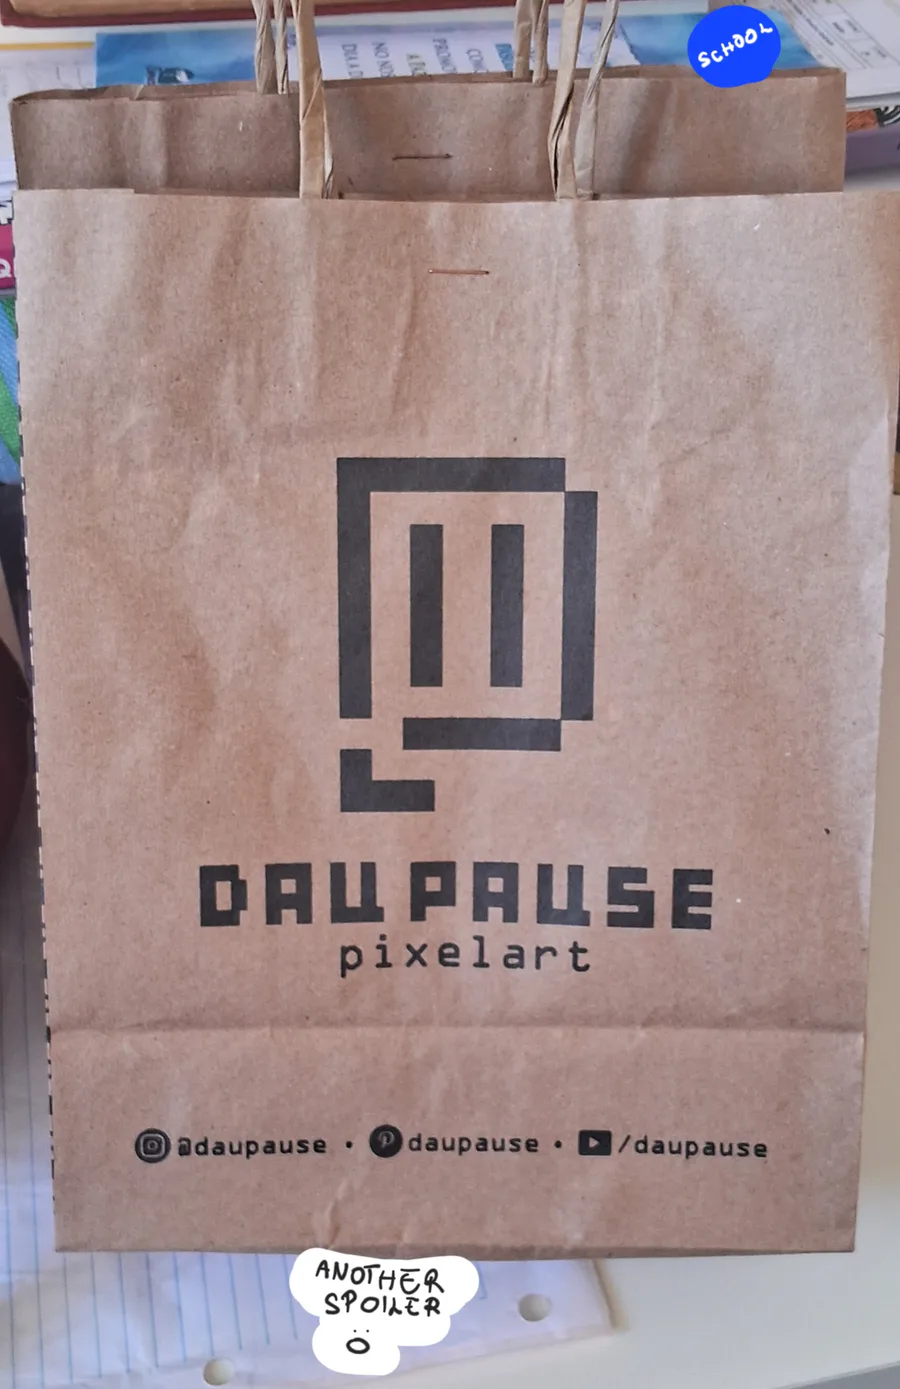 SCHOOL
DAUPAUSE
pixelart
@daupause • daupause • /daupause
ANOTHER
SPOILER